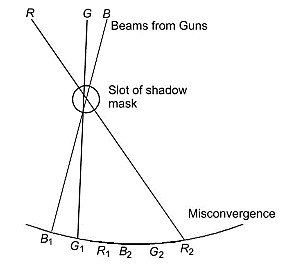 R G B
Beams from Guns
Slot of shadow
mask
Misconvergence
B1 G1 R1 B2 G2 R2